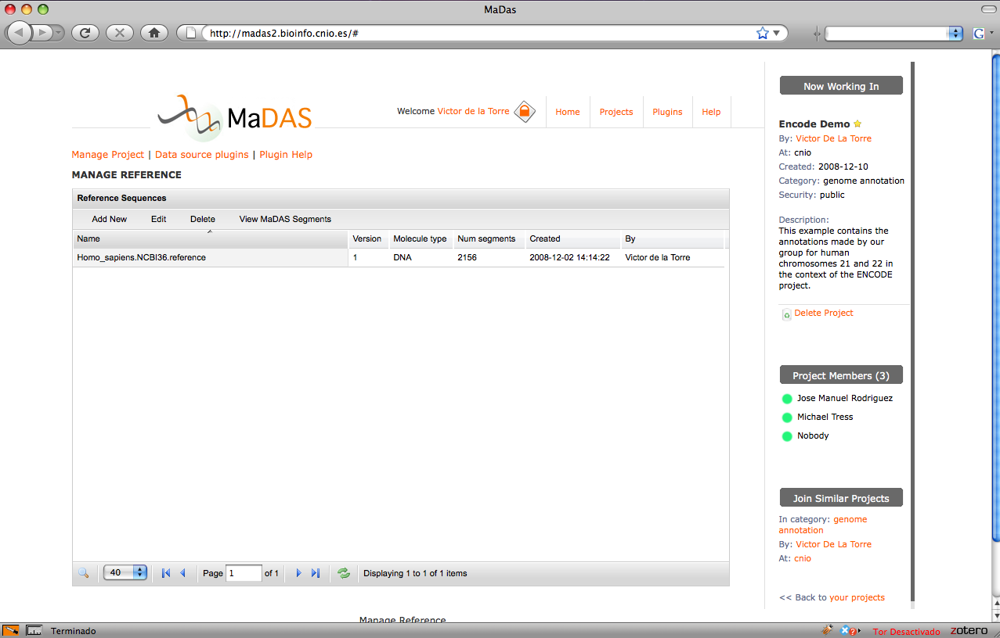 MaDas
http://madas2.bioinfo.cnio.es/#
G
MaDAS
Welcome Victor de la Torre
Home
Projects
Plugins
Help
Manage Project | Data source plugins | Plugin Help
MANAGE REFERENCE
Reference Sequences
Add New Edit Delete View MaDAS Segments
Name Version Molecule type Num segments Created By
Homo_sapiens.NCBI36.reference 1 DNA 2156 2008-12-02 14:14:22 Victor de la Torre
40 Page 1 of 1 Displaying 1 to 1 of 1 items
Manage Reference
Now Working In
Encode Demo
By: Victor De La Torre
At: cnio
Created: 2008-12-10
Category: genome annotation
Security: public
Description:
This example contains the
annotations made by our
group for human
chromosomes 21 and 22 in
the context of the ENCODE
project.
Delete Project
Project Members (3)
Jose Manuel Rodriguez
Michael Tress
Nobody
Join Similar Projects
In category: genome
annotation
By: Victor De La Torre
At: cnio
<< Back to your projects
Terminado
Tor Desactivado
zotero